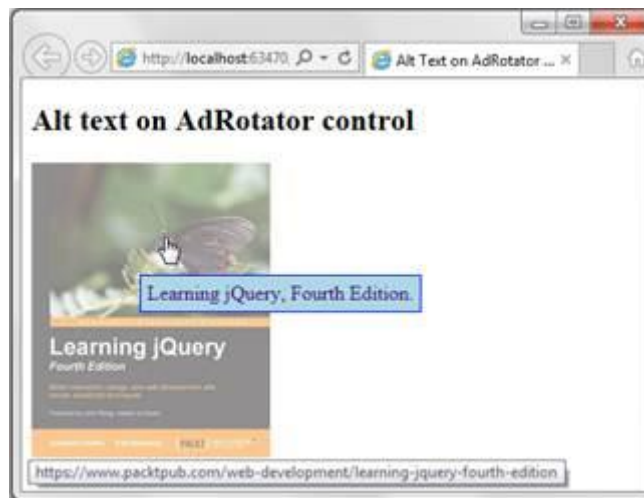 http://localhost:63470
Alt Text on AdRotator ...
Alt text on AdRotator control
Learning jQuery, Fourth Edition.
Learning jQuery
Fourth Edition
https://www.packtpub.com/web-development/learning-jquery-fourth-edition